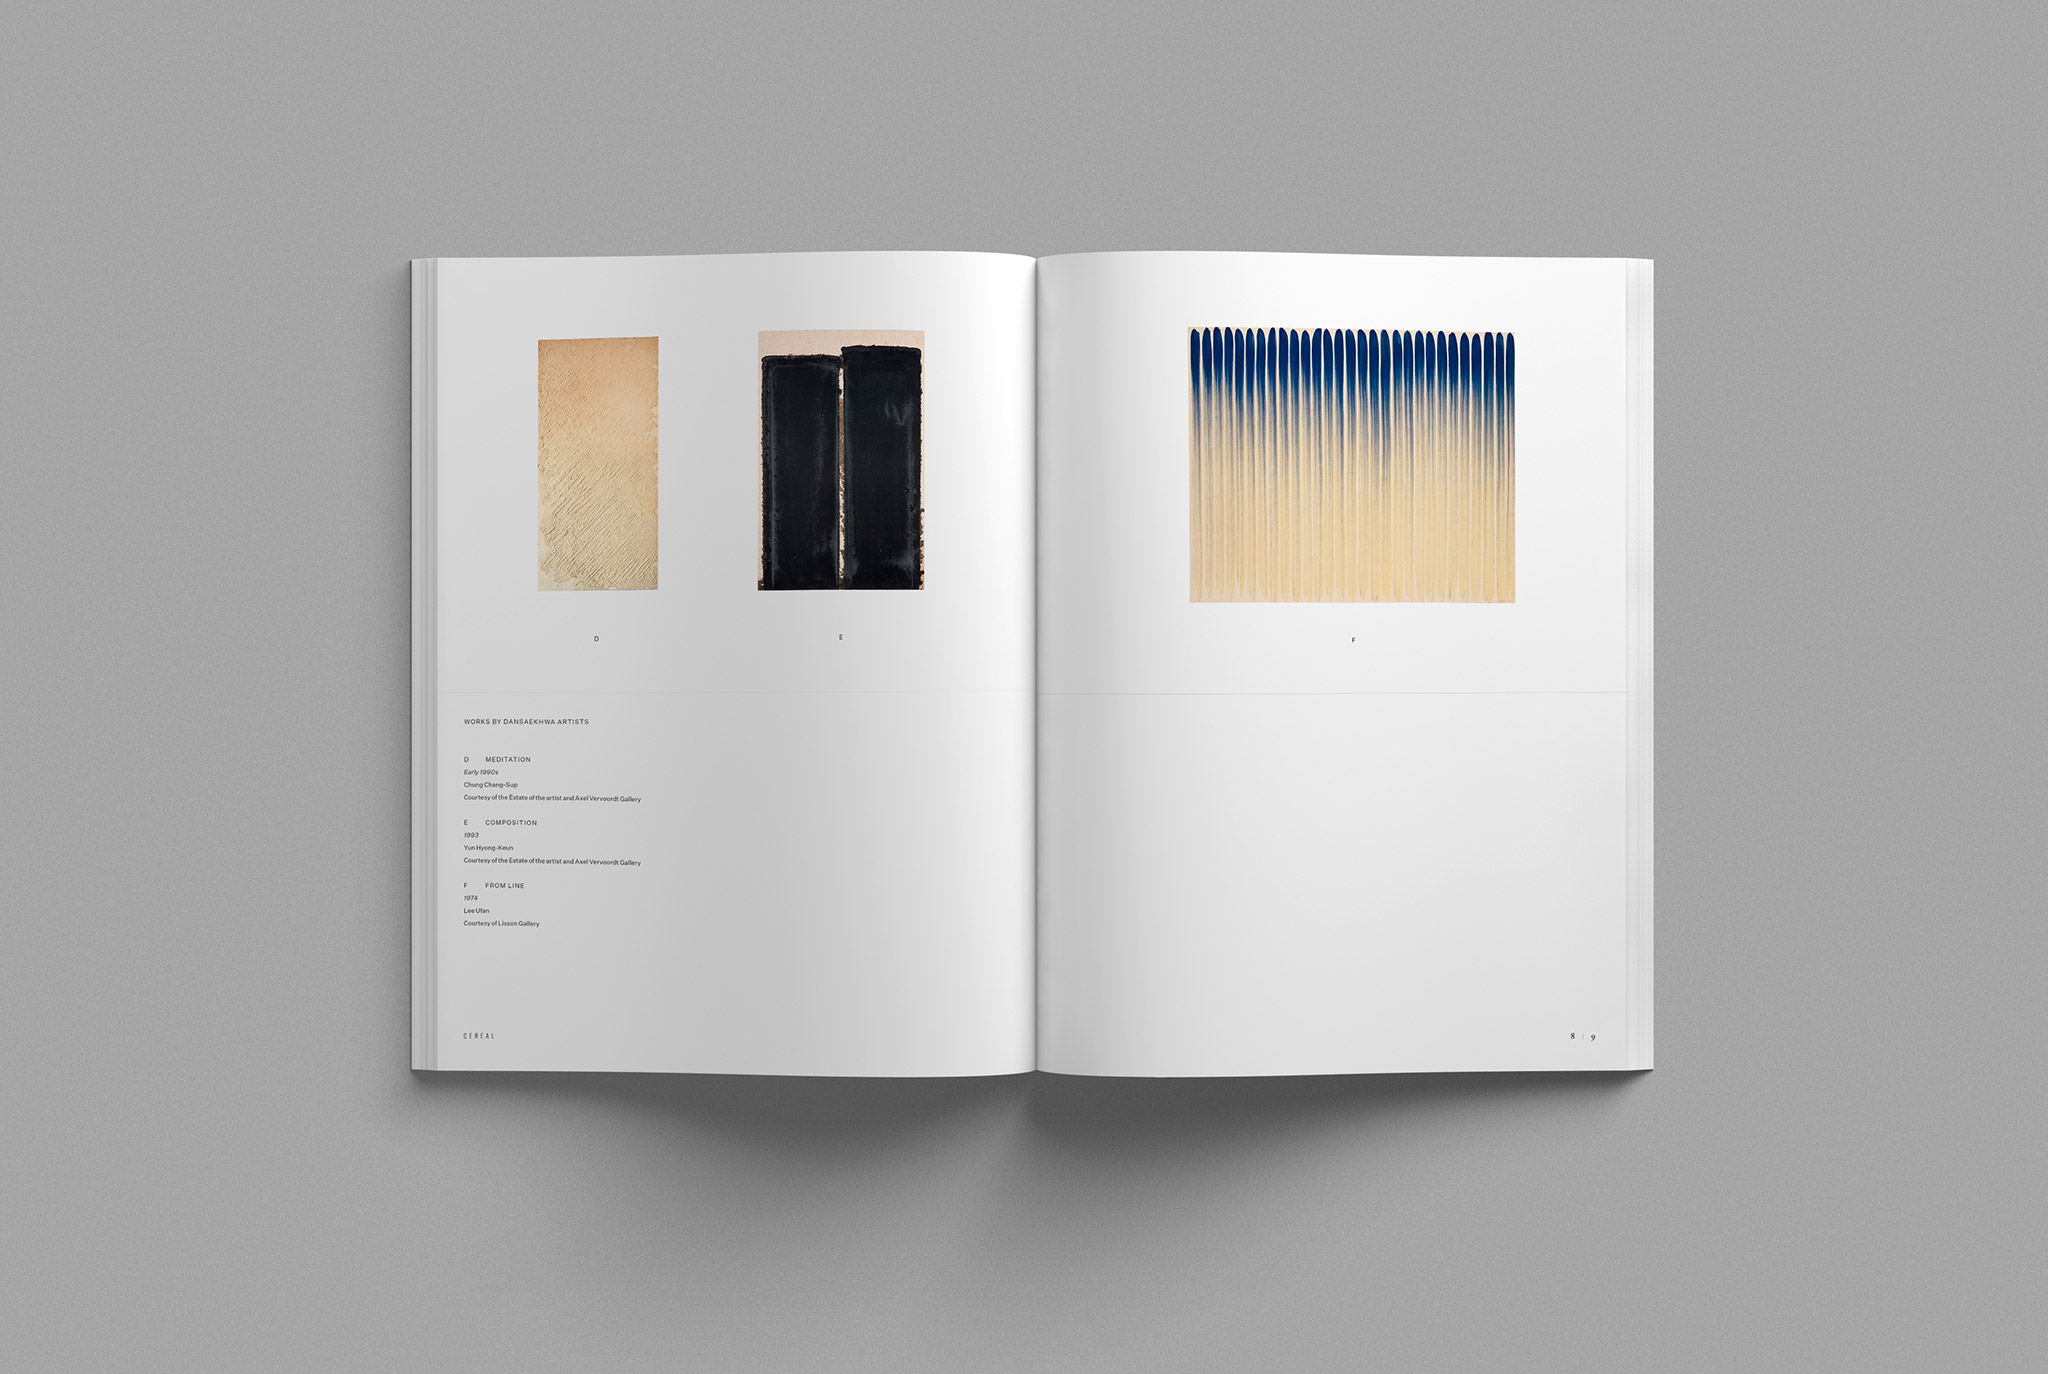 D
E
F
WORKS BY DANSAEKHWA ARTISTS
D MEDITATION
Early 1990s
Chung Chang-Sup
Courtesy of the Estate of the artist and Axel Vervoordt Gallery
E COMPOSITION
1993
Yun Hyong-Keun
Courtesy of the Estate of the artist and Axel Vervoordt Gallery
F FROM LINE
1974
Lee Ufan
Courtesy of Lisson Gallery
CEREAL
8 | 9